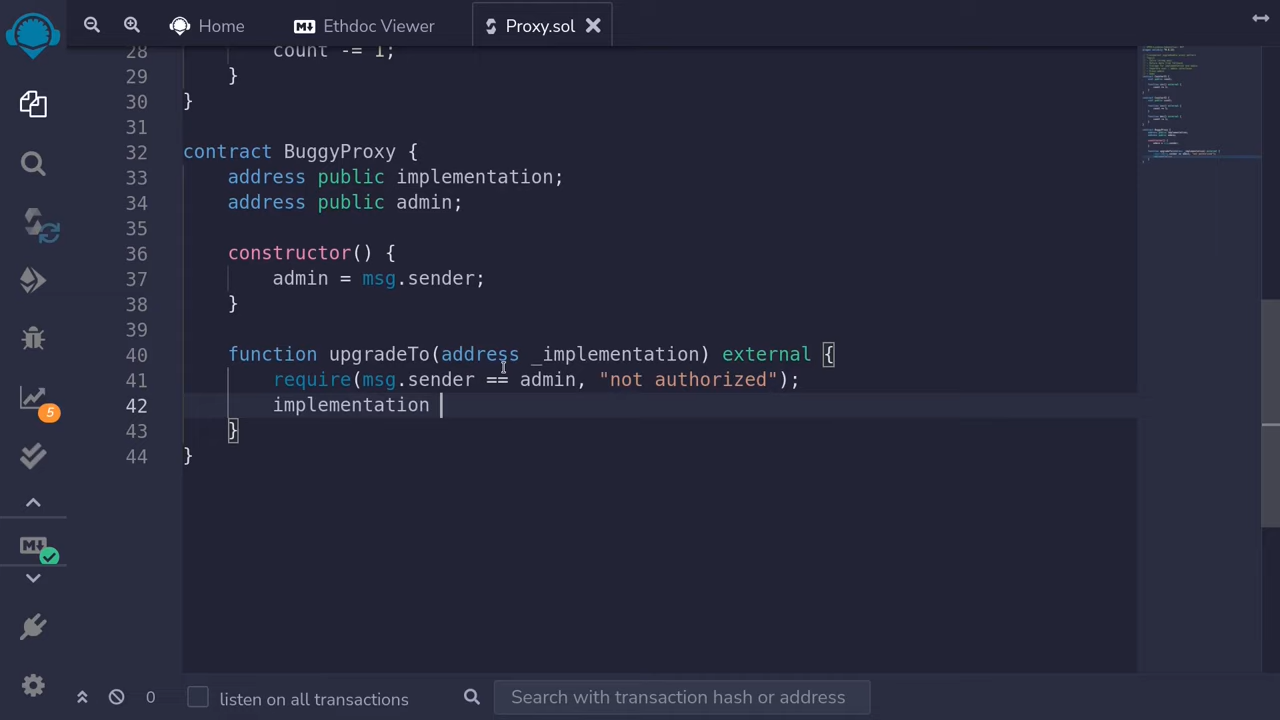 Home
Ethdoc Viewer
Proxy.sol
28 count -= 1;
29 }
30 }
31
32 contract BuggyProxy {
33 address public implementation;
34 address public admin;
35
36 constructor() {
37 admin = msg.sender;
38 }
39
40 function upgradeTo(address _implementation) external {
41 require(msg.sender == admin, "not authorized");
42 implementation
43 }
44 }
5
0
listen on all transactions
Search with transaction hash or address